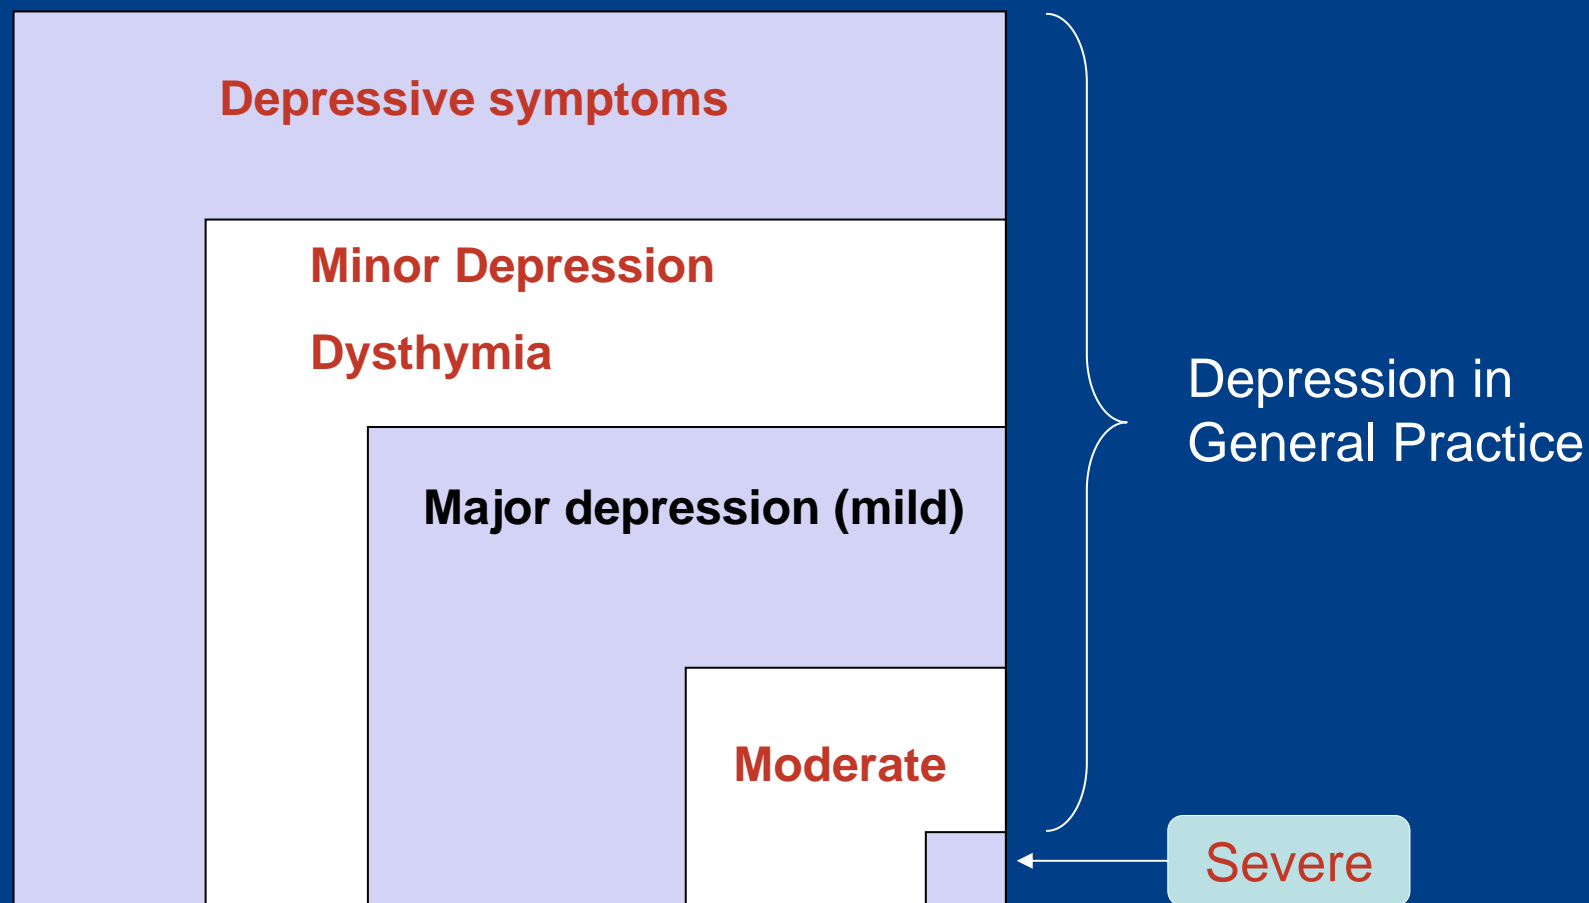 Depressive symptoms
Minor Depression
Dysthymia
Major depression (mild)
Moderate
Depression in
General Practice
Severe